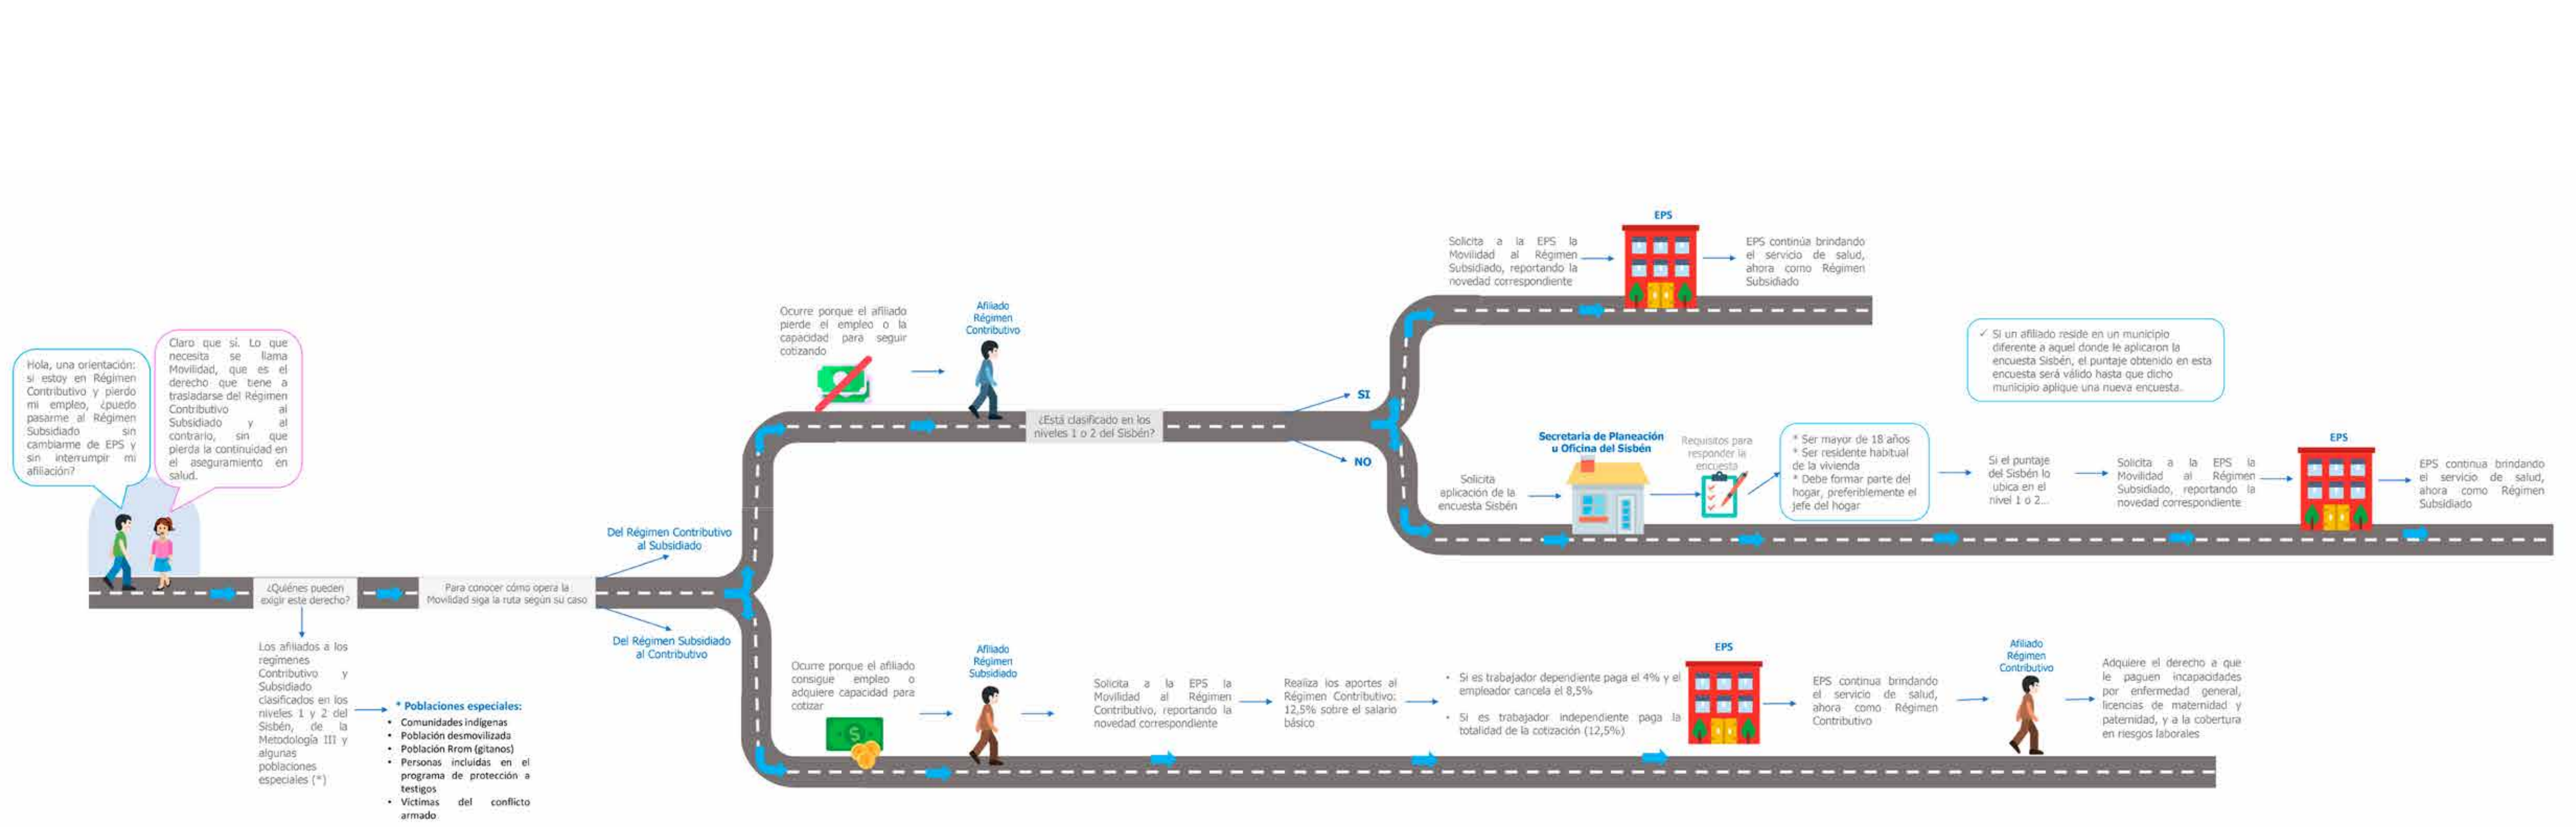 Hola, una orientación:
si estoy en Régimen
Contributivo y pierdo
mi empleo, ¿puedo
pasarme al Régimen
Subsidiado sin
cambiarme de EPS y
sin interrumpir mi
afiliación?
Claro que sí. Lo que
necesita se llama
Movilidad, que es el
derecho que tiene a
trasladarse del Régimen
Contributivo al
Subsidiado y al
contrario, sin que
pierda la continuidad en
el aseguramiento en
salud.
¿Quiénes pueden
exigir este derecho?
Los afiliados a los
regímenes
Contributivo y
Subsidiado
clasificados en los
niveles 1 y 2 del
Sisbén, de la
Metodología III y
algunas
poblaciones
especiales (*)
* Poblaciones especiales:
• Comunidades indígenas
• Población desmovilizada
• Población Rrom (gitanos)
• Personas incluidas en el
programa de protección a
testigos
• Víctimas del conflicto
armado
Para conocer cómo opera la
Movilidad siga la ruta según su caso
Del Régimen Contributivo
al Subsidiado
Del Régimen Subsidiado
al Contributivo
Ocurre porque el afiliado
pierde el empleo o la
capacidad para seguir
cotizando
Afiliado
Régimen
Contributivo
¿Está clasificado en los
niveles 1 o 2 del Sisbén?
SI
NO
Solicita a la EPS la
Movilidad al Régimen
Subsidiado, reportando la
novedad correspondiente
EPS
EPS continúa brindando
el servicio de salud,
ahora como Régimen
Subsidiado
✓ Si un afiliado reside en un municipio
diferente a aquel donde le aplicaron la
encuesta Sisbén, el puntaje obtenido en esta
encuesta será válido hasta que dicho
municipio aplique una nueva encuesta.
Solicita
aplicación de la
encuesta Sisbén
Secretaria de Planeación
u Oficina del Sisbén
Requisitos para
responder la
encuesta
* Ser mayor de 18 años
* Ser residente habitual
de la vivienda
* Debe formar parte del
hogar, preferiblemente el
jefe del hogar
Si el puntaje
del Sisbén lo
ubica en el
nivel 1 o 2...
Solicita a la EPS la
Movilidad al Régimen
Subsidiado, reportando la
novedad correspondiente
EPS
EPS continua brindando
el servicio de salud,
ahora como Régimen
Subsidiado
Ocurre porque el afiliado
consigue empleo o
adquiere capacidad para
cotizar
Afiliado
Régimen
Subsidiado
Solicita a la EPS la
Movilidad al Régimen
Contributivo, reportando la
novedad correspondiente
Realiza los aportes al
Régimen Contributivo:
12,5% sobre el salario
básico
• Si es trabajador dependiente paga el 4% y el
empleador cancela el 8,5%
• Si es trabajador independiente paga la
totalidad de la cotización (12,5%)
EPS
EPS continua brindando
el servicio de salud,
ahora como Régimen
Contributivo
Afiliado
Régimen
Contributivo
Adquiere el derecho a que
le paguen incapacidades
por enfermedad general,
licencias de maternidad y
paternidad, y a la cobertura
en riesgos laborales